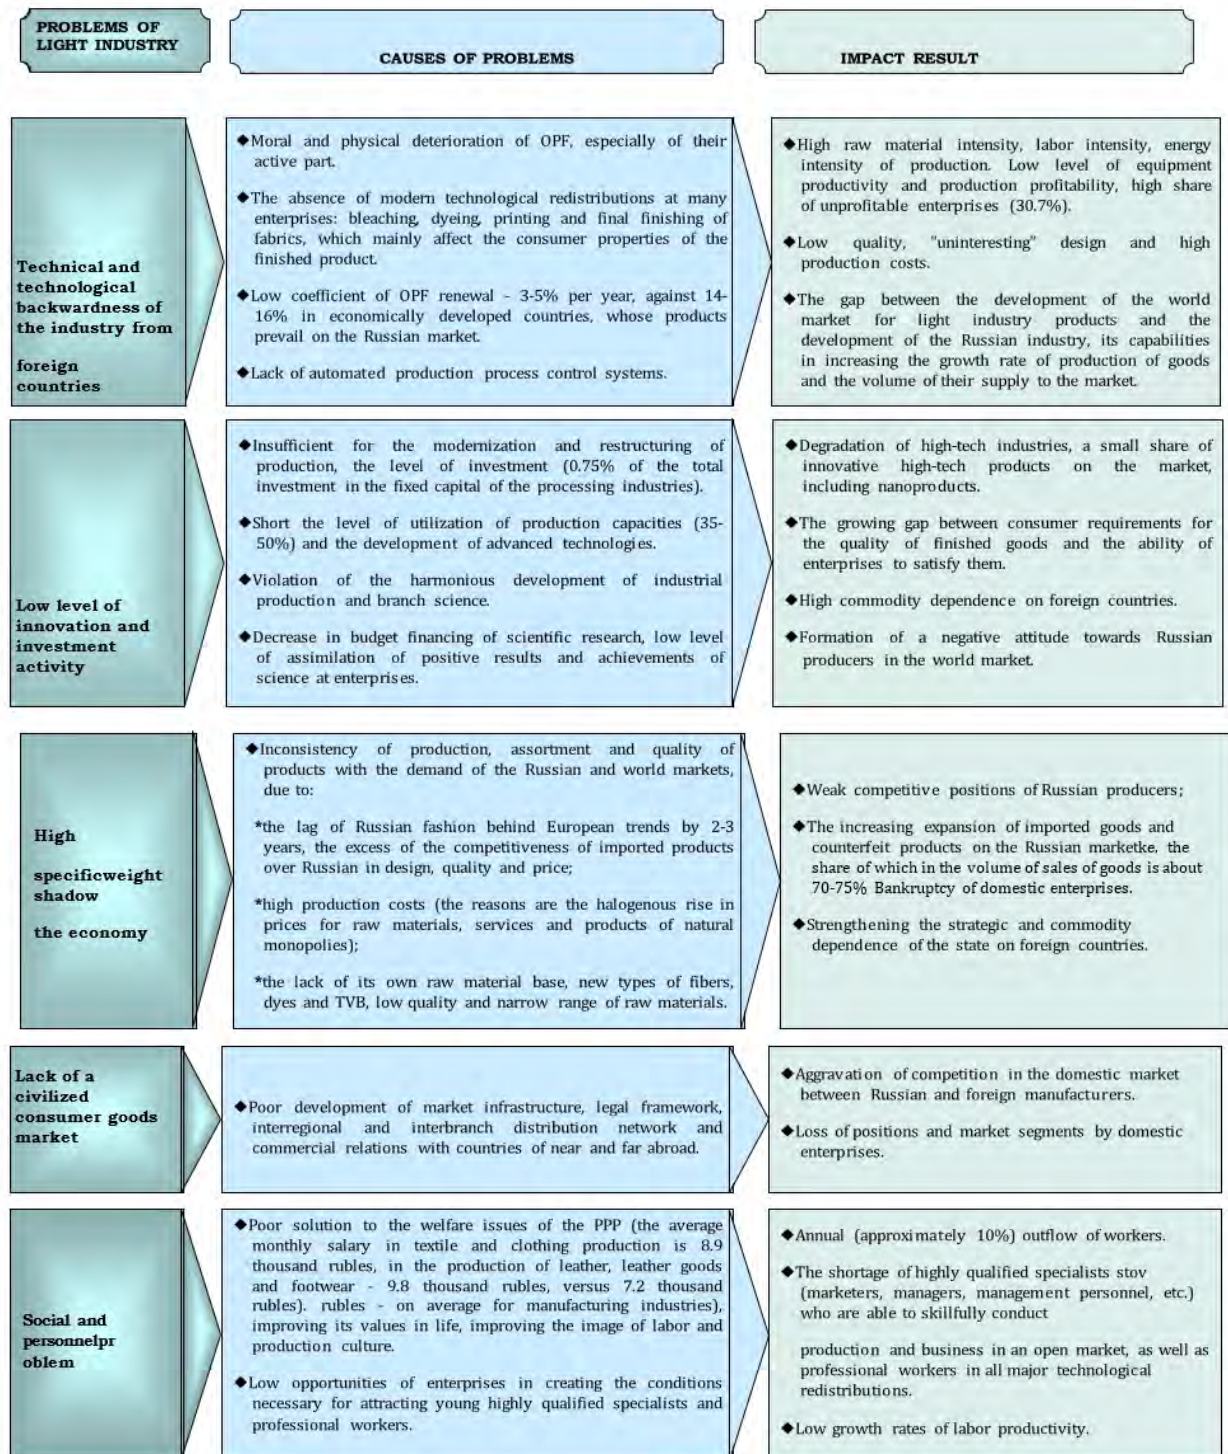 PROBLEMS OF
LIGHT INDUSTRY
CAUSES OF PROBLEMS
IMPACT RESULT
Technical and
technological
backwardness of
the industry from
foreign
countries
◆Moral and physical deterioration of OPF, especially of their
active part.
◆The absence of modern technological redistributions at many
enterprises: bleaching, dyeing, printing and final finishing of
fabrics, which mainly affect the consumer properties of the
finished product.
◆Low coefficient of OPF renewal - 3-5% per year, against 14-
16% in economically developed countries, whose products
prevail on the Russian market.
◆Lack of automated production process control systems.
◆High raw material intensity, labor intensity, energy
intensity of production. Low level of equipment
productivity and production profitability, high share
of unprofitable enterprises (30.7%).
◆Low quality, "uninteresting" design and high
production costs.
◆The gap between the development of the world
market for light industry products and the
development of the Russian industry, its capabilities
in increasing the growth rate of production of goods
and the volume of their supply to the market.
Low level of
innovation and
investment
activity
◆Insufficient for the modernization and restructuring of
production, the level of investment (0.75% of the total
investment in the fixed capital of the processing industries).
◆Short the level of utilization of production capacities (35-
50%) and the development of advanced technologies.
◆Violation of the harmonious development of industrial
production and branch science.
◆Decrease in budget financing of scientific research, low level
of assimilation of positive results and achievements of
science at enterprises.
◆Degradation of high-tech industries, a small share of
innovative high-tech products on the market,
including nanoproducts.
◆The growing gap between consumer requirements for
the quality of finished goods and the ability of
enterprises to satisfy them.
◆High commodity dependence on foreign countries.
◆Formation of a negative attitude towards Russian
producers in the world market.
High
specificweight
shadow
the economy
◆Inconsistency of production, assortment and quality of
products with the demand of the Russian and world markets,
due to:
*the lag of Russian fashion behind European trends by 2-3
years, the excess of the competitiveness of imported products
over Russian in design, quality and price;
*high production costs (the reasons are the halogenous rise in
prices for raw materials, services and products of natural
monopolies);
*the lack of its own raw material base, new types of fibers,
dyes and TVB, low quality and narrow range of raw materials.
◆Weak competitive positions of Russian producers;
◆The increasing expansion of imported goods and
counterfeit products on the Russian marketke, the
share of which in the volume of sales of goods is about
70-75% Bankruptcy of domestic enterprises.
◆Strengthening the strategic and commodity
dependence of the state on foreign countries.
Lack of a
civilized
consumer goods
market
◆Poor development of market infrastructure, legal framework,
interregional and interbranch distribution network and
commercial relations with countries of near and far abroad.
◆Aggravation of competition in the domestic market
between Russian and foreign manufacturers.
◆Loss of positions and market segments by domestic
enterprises.
Social and
personnelpr
oblem
◆Poor solution to the welfare issues of the PPP (the average
monthly salary in textile and clothing production is 8.9
thousand rubles, in the production of leather, leather goods
and footwear - 9.8 thousand rubles, versus 7.2 thousand
rubles). rubles - on average for manufacturing industries),
improving its values in life, improving the image of labor and
production culture.
◆Low opportunities of enterprises in creating the conditions
necessary for attracting young highly qualified specialists and
professional workers.
◆Annual (approximately 10%) outflow of workers.
◆The shortage of highly qualified specialists stov
(marketers, managers, management personnel, etc.)
who are able to skillfully conduct
production and business in an open market, as well as
professional workers in all major technological
redistributions.
◆Low growth rates of labor productivity.